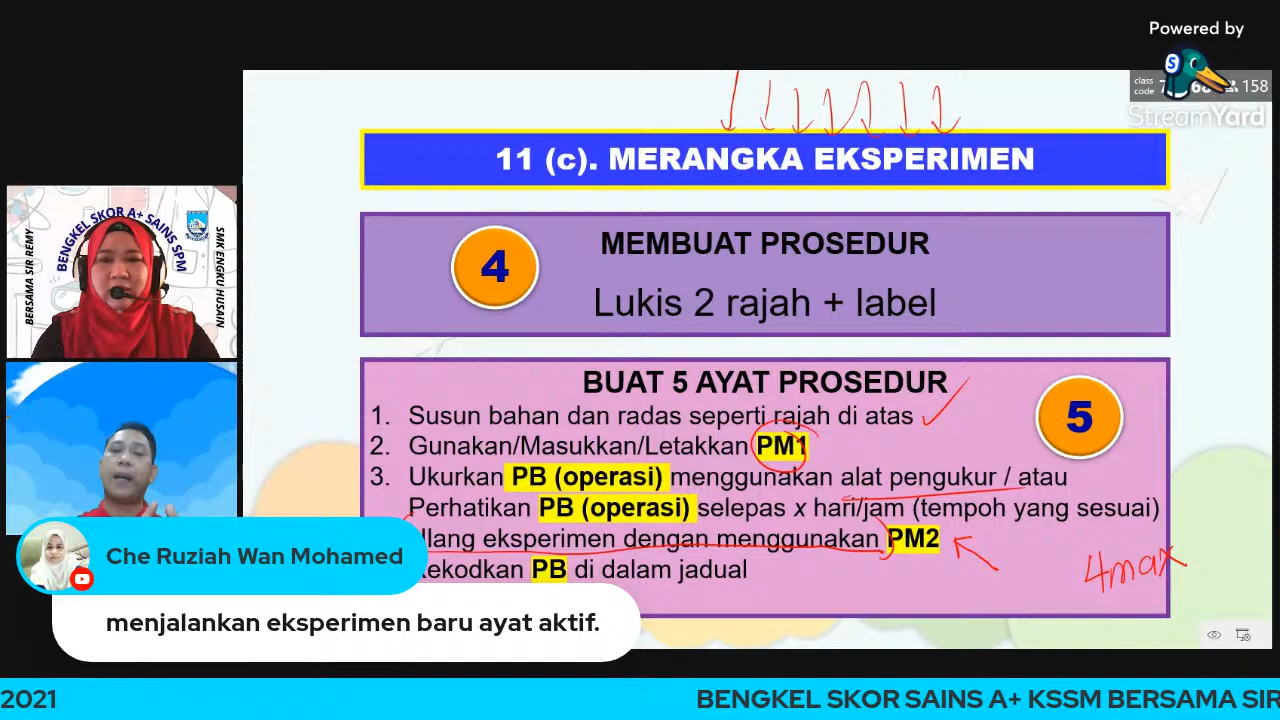 Powered by
StreamYard
class
code
158
11 (c). MERANGKA EKSPERIMEN
4
MEMBUAT PROSEDUR
Lukis 2 rajah + label
BUAT 5 AYAT PROSEDUR
5
1. Susun bahan dan radas seperti rajah di atas
2. Gunakan/Masukkan/Letakkan PM1
3. Ukurkan PB (operasi) menggunakan alat pengukur / atau
Perhatikan PB (operasi) selepas x hari/jam (tempoh yang sesuai)
eksperimen dengan menggunakan PM2
di dalam jadual
PB
4max
BENGKEL SKOR A+ SAINS SPM
BERSAMA SIR REMY
SMK ENGKU HUSAIN
Che Ruziah Wan Mohamed
menjalankan eksperimen baru ayat aktif.
2021
BENGKEL SKOR SAINS A+ KSSM BERSAMA SIR